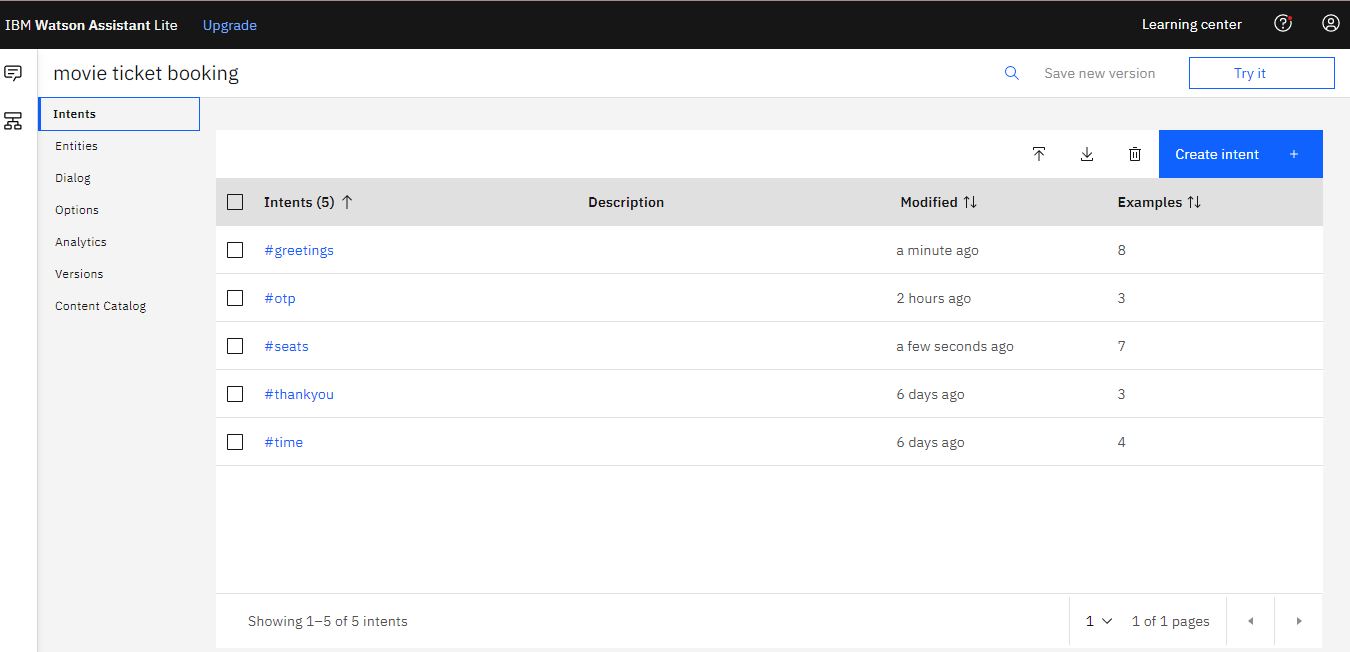 IBM Watson Assistant Lite Upgrade Learning center
movie ticket booking Save new version Try it
Intents
Entities
Dialog
Options
Analytics
Versions
Content Catalog
Create intent +
Intents (5) Description Modified Examples
#greetings a minute ago 8
#otp 2 hours ago 3
#seats a few seconds ago 7
#thankyou 6 days ago 3
#time 6 days ago 4
Showing 1–5 of 5 intents 1 1 of 1 pages